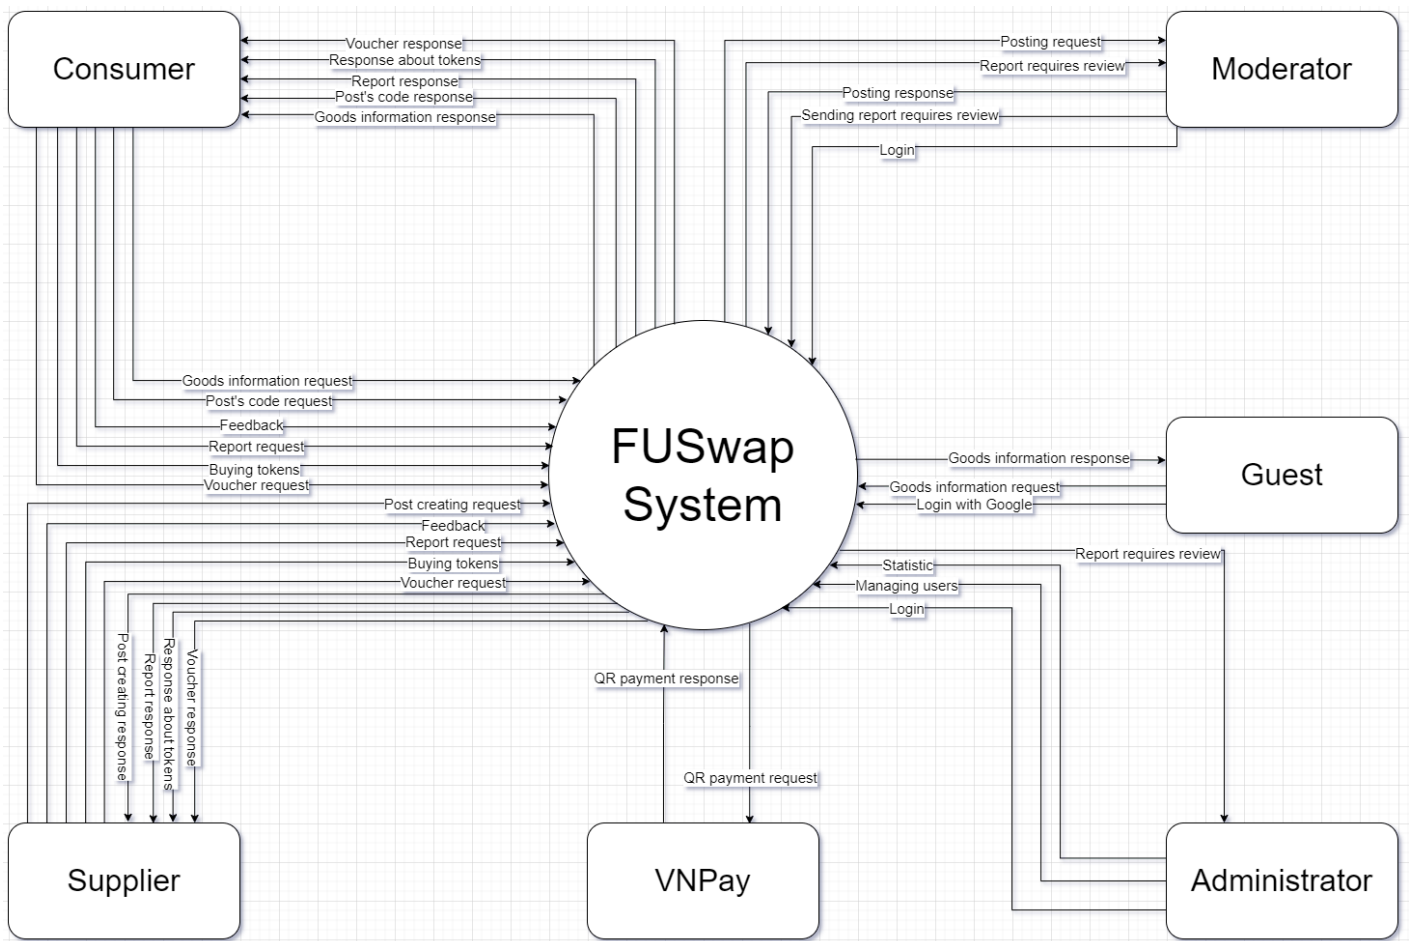 Consumer
Voucher response
Response about tokens
Report response
Post's code response
Goods information response
Posting request
Report requires review
Posting response
Sending report requires review
Login
Moderator
Goods information request
Post's code request
Feedback
Report request
Buying tokens
Voucher request
FUSwap
System
Goods information response
Goods information request
Login with Google
Guest
Post creating request
Feedback
Report request
Buying tokens
Voucher request
Report requires review
Statistic
Managing users
Login
Post creating response
Report response
Response about tokens
Voucher response
QR payment response
QR payment request
Supplier
VNPay
Administrator